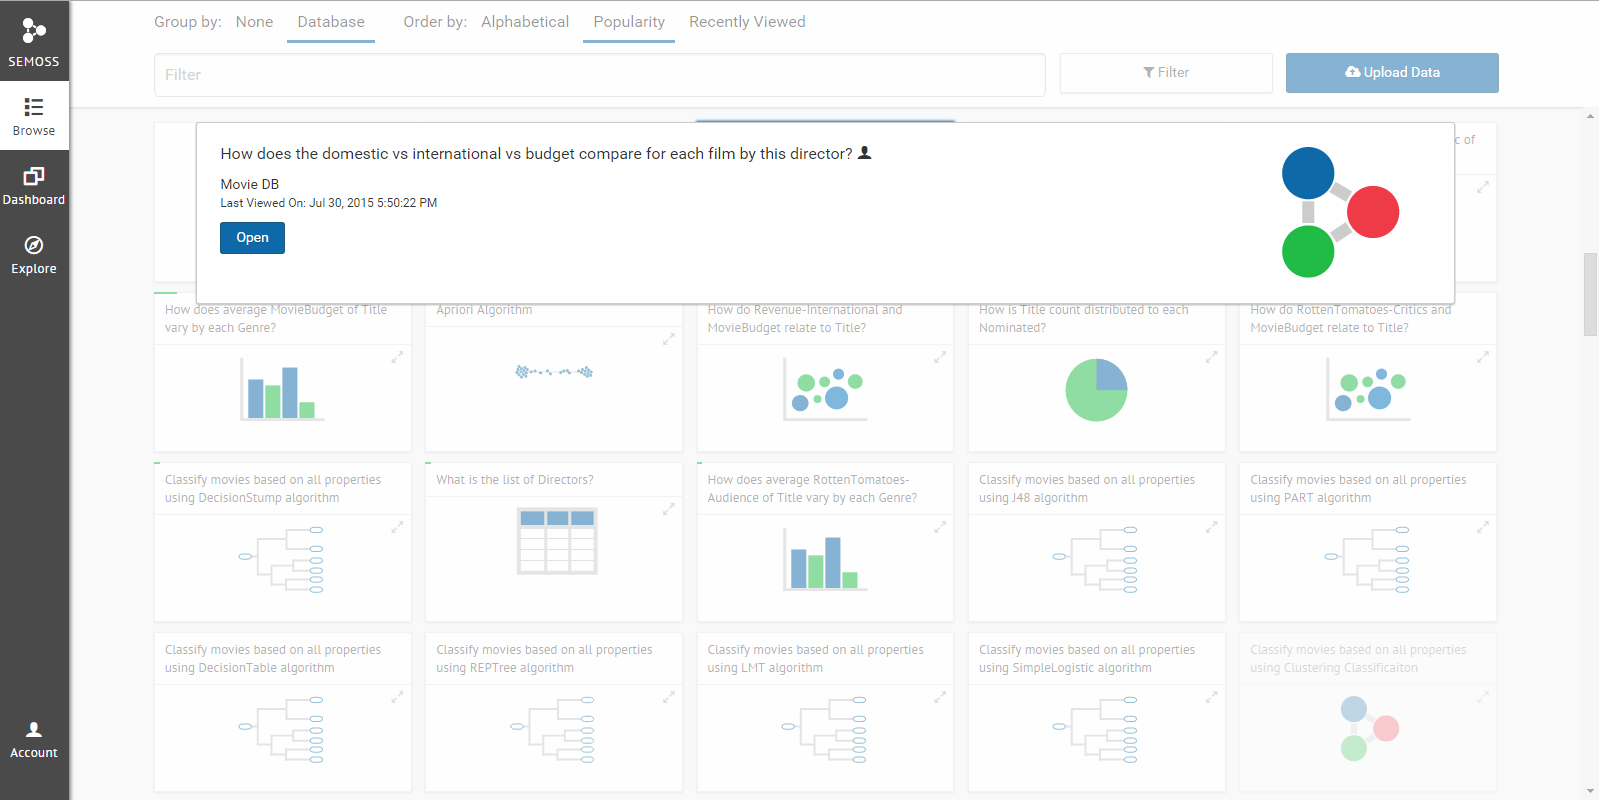 Group by: None Database Order by: Alphabetical Popularity Recently Viewed
SEMOSS
Filter
Filter
Upload Data
Browse
Dashboard
Explore
Account
c of
How does the domestic vs international vs budget compare for each film by this director?
Movie DB
Last Viewed On: Jul 30, 2015 5:50:22 PM
Open
How does average MovieBudget of Title
vary by each Genre?
Apriori Algorithm
How do Revenue-International and
MovieBudget relate to Title?
How is Title count distributed to each
Nominated?
How do RottenTomatoes-Critics and
MovieBudget relate to Title?
Classify movies based on all properties
using DecisionStump algorithm
What is the list of Directors?
How does average RottenTomatoes-
Audience of Title vary by each Genre?
Classify movies based on all properties
using J48 algorithm
Classify movies based on all properties
using PART algorithm
Classify movies based on all properties
using DecisionTable algorithm
Classify movies based on all properties
using REPTree algorithm
Classify movies based on all properties
using LMT algorithm
Classify movies based on all properties
using SimpleLogistic algorithm
Classify movies based on all properties
using Clustering Classificaiton